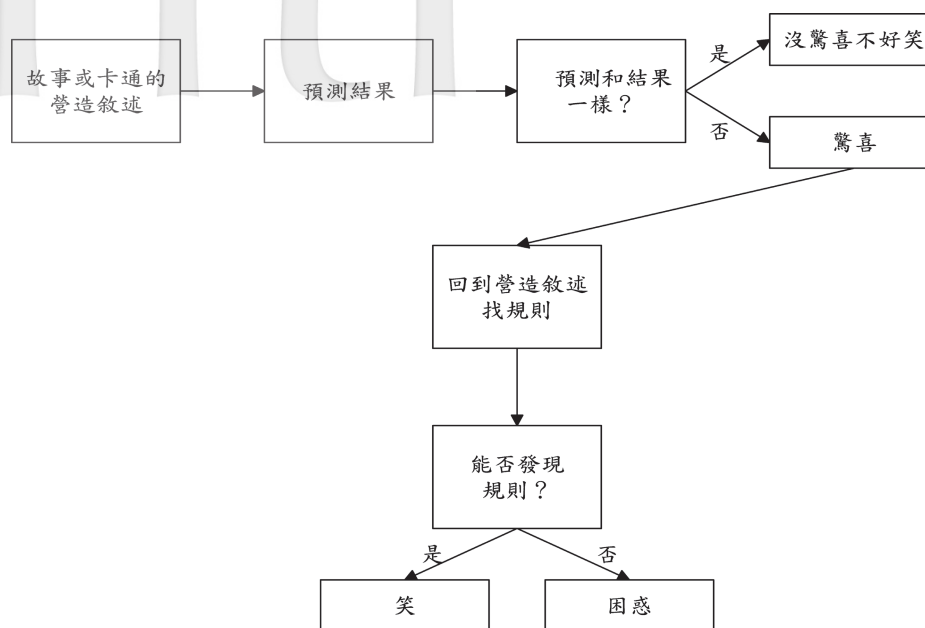 故事或卡通的
營造敘述
預測結果
預測和結果
一樣？
是
沒驚喜不好笑
否
驚喜
回到營造敘述
找規則
能否發現
規則？
是
否
笑
困惑